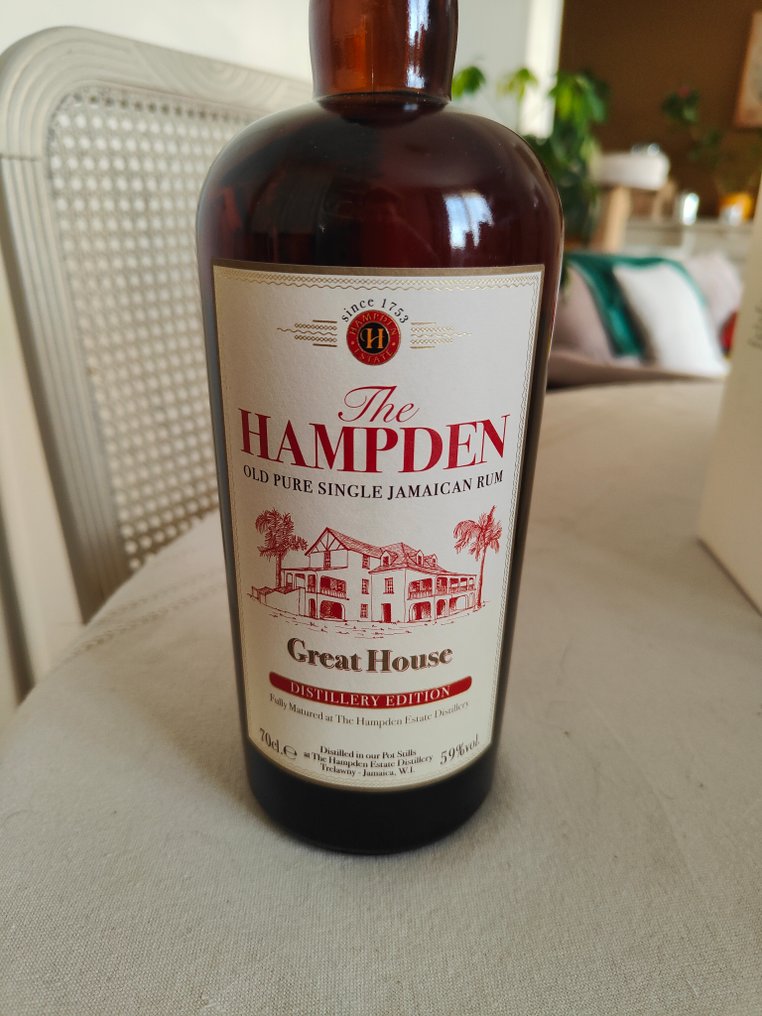 since 1753
HAMPDEN
H
ESTATE
The
HAMPDEN
OLD PURE SINGLE JAMAICAN RUM
Great House
DISTILLERY EDITION
Fully Matured at The Hampden Estate Distillery
70cl.℮
Distilled in our Pot Stills
at The Hampden Estate Distillery
Trelawny - Jamaica, W.I.
59%vol.